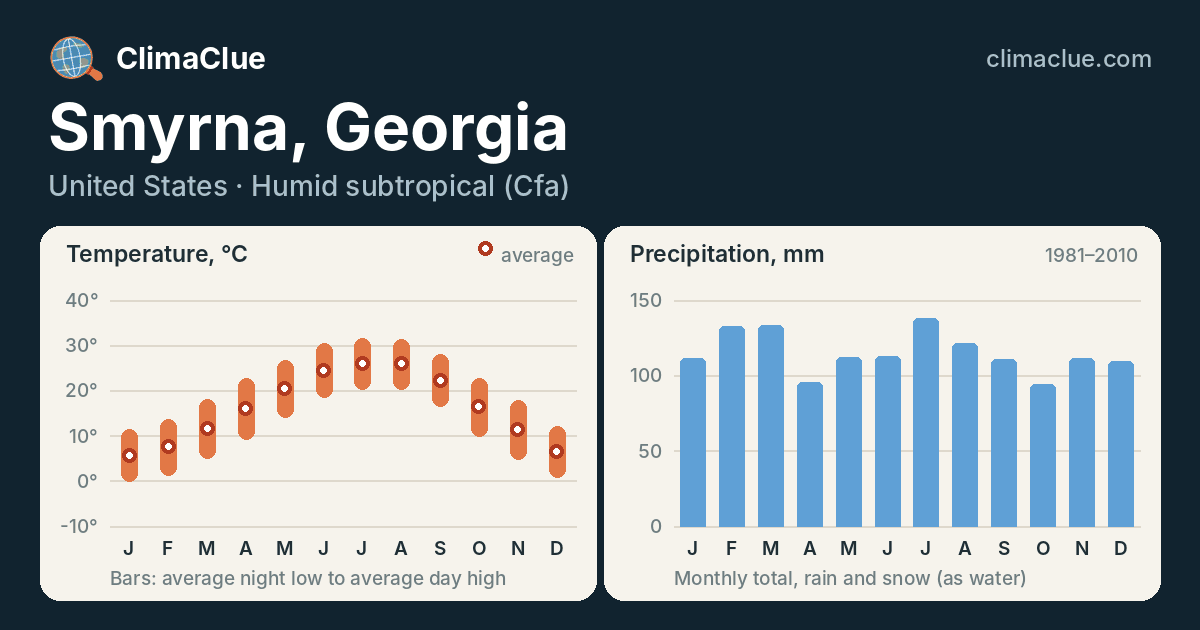 ClimaClue
climaclue.com
Smyrna, Georgia
United States · Humid subtropical (Cfa)
Temperature, °C
average
40°
30°
20°
10°
0°
-10°
J F M A M J J A S O N D
Bars: average night low to average day high
Precipitation, mm
1981–2010
150
100
50
0
J F M A M J J A S O N D
Monthly total, rain and snow (as water)